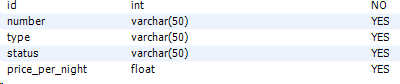 id int NO
number varchar(50) YES
type varchar(50) YES
status varchar(50) YES
price_per_night float YES